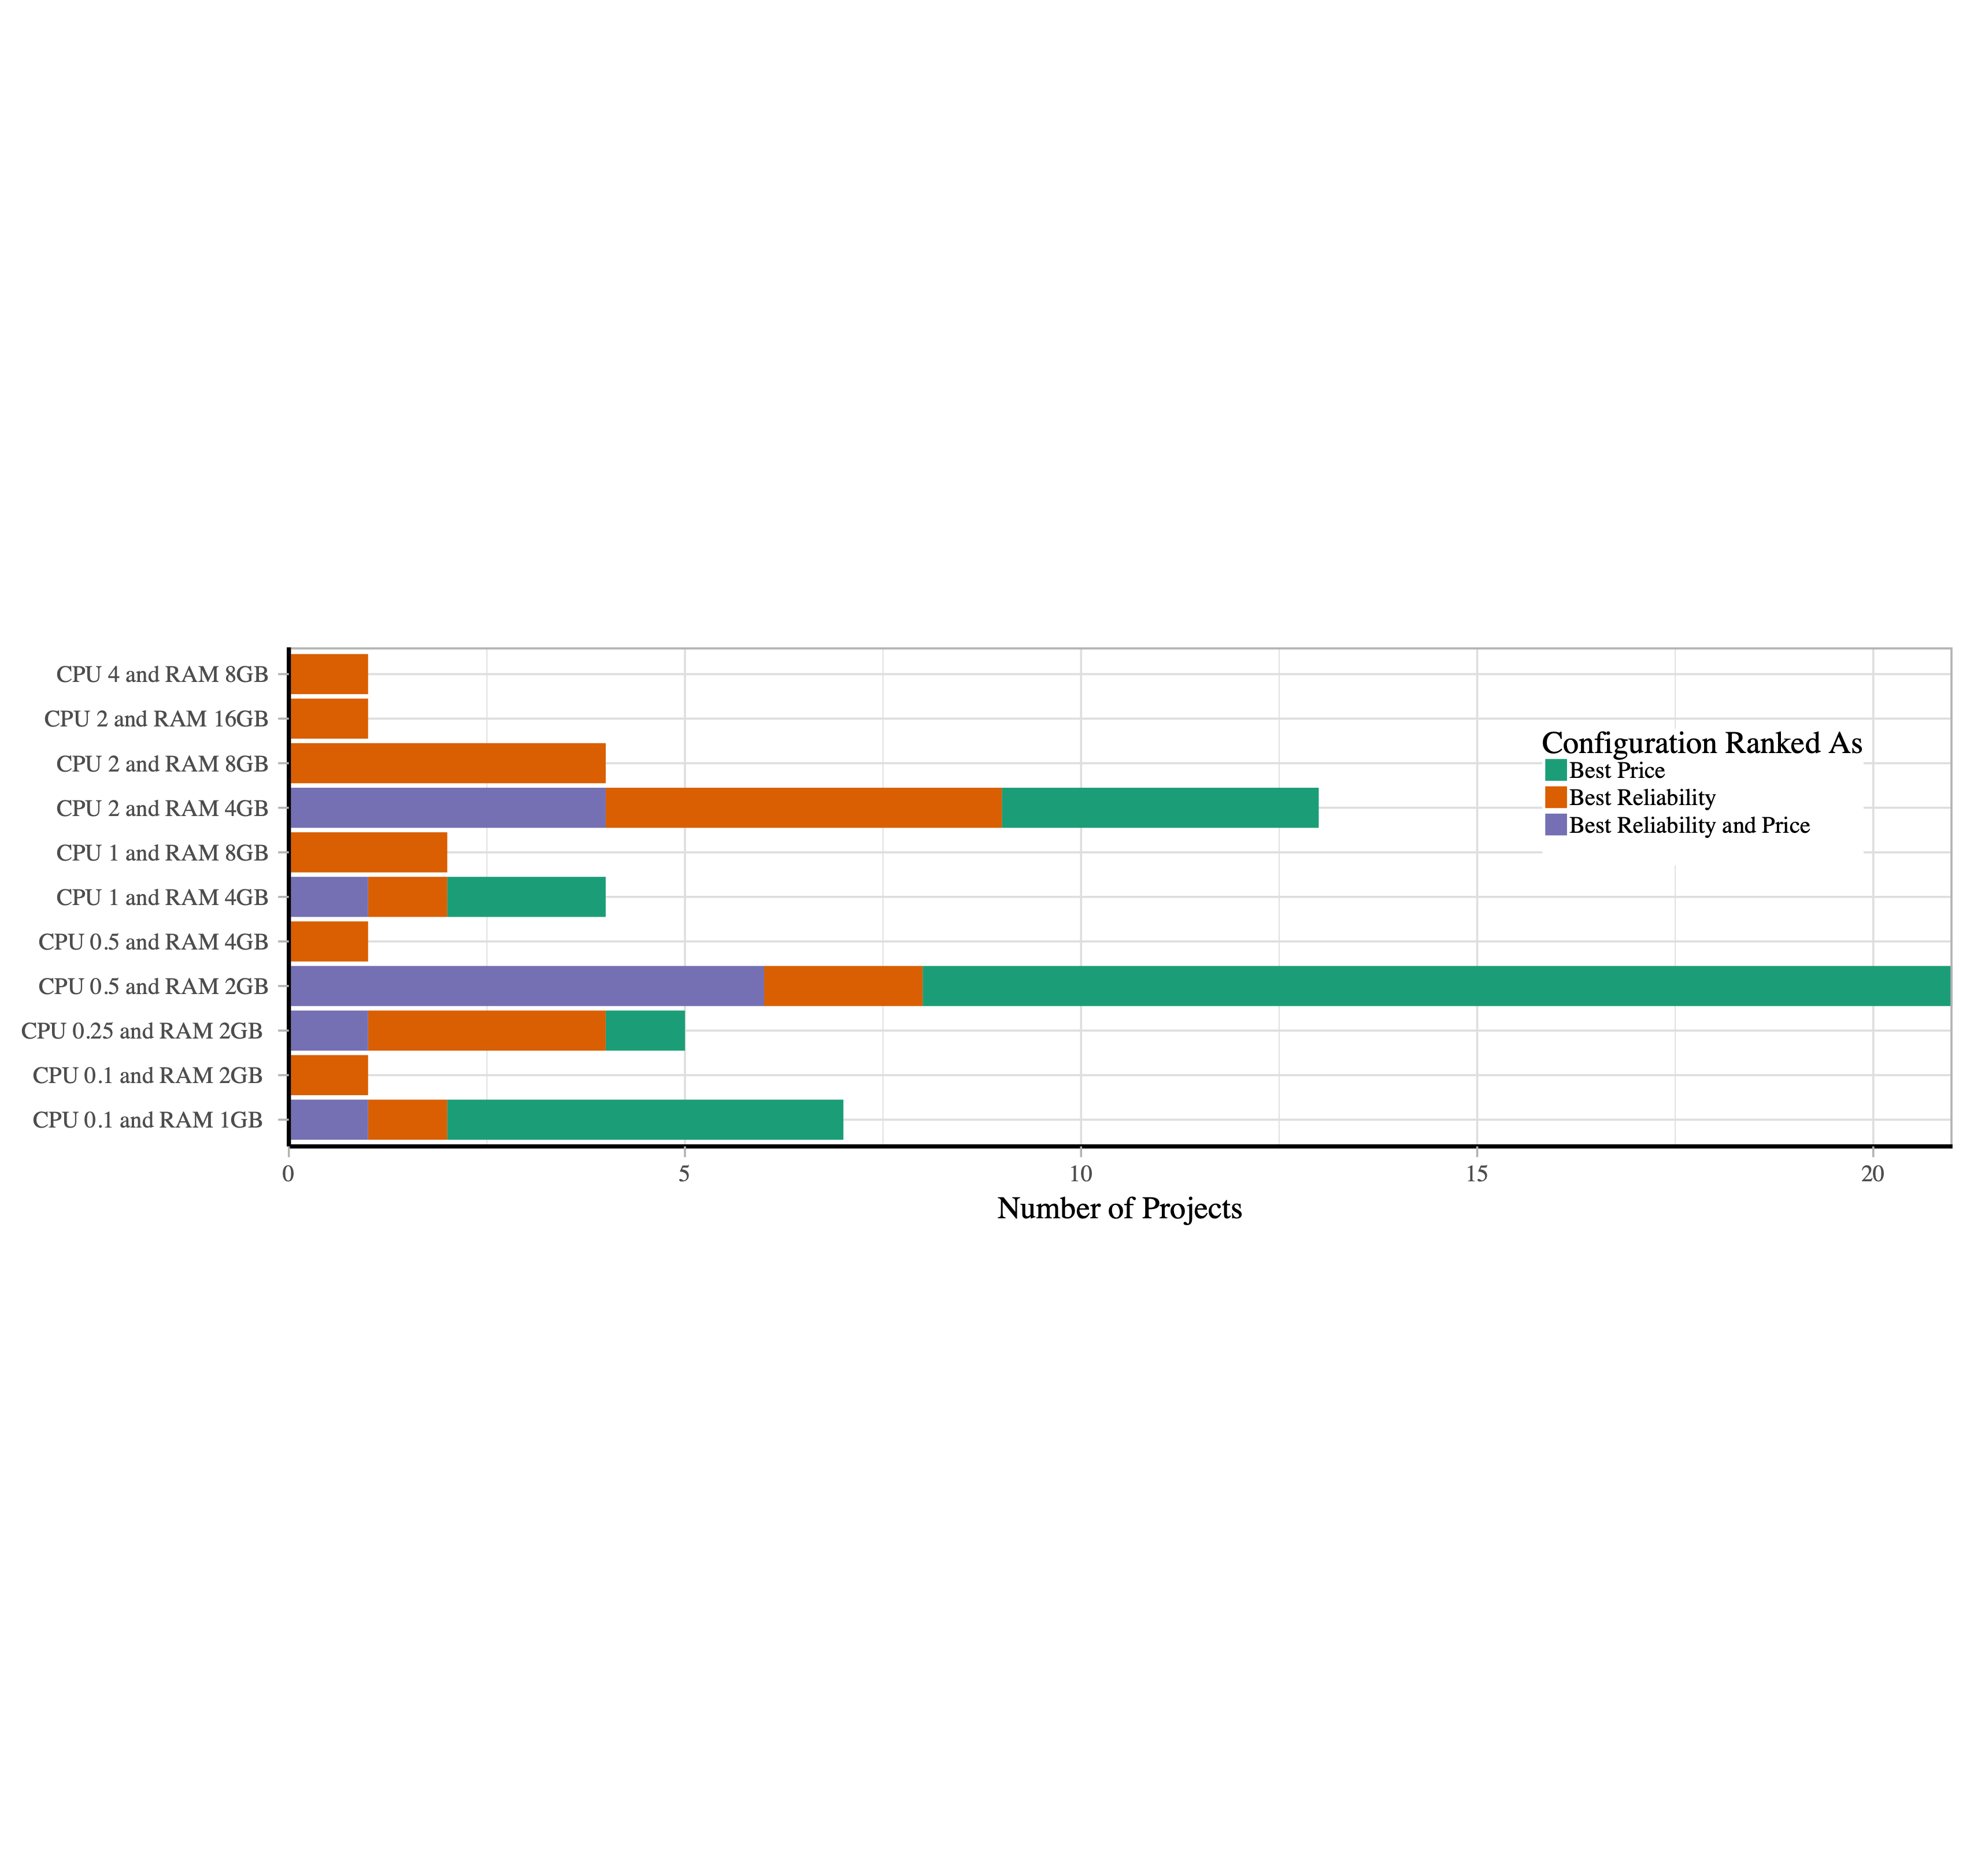 CPU 4 and RAM 8GB
CPU 2 and RAM 16GB
CPU 2 and RAM 8GB
CPU 2 and RAM 4GB
CPU 1 and RAM 8GB
CPU 1 and RAM 4GB
CPU 0.5 and RAM 4GB
CPU 0.5 and RAM 2GB
CPU 0.25 and RAM 2GB
CPU 0.1 and RAM 2GB
CPU 0.1 and RAM 1GB
Configuration Ranked As
Best Price
Best Reliability
Best Reliability and Price
0 5 10 15 20
Number of Projects